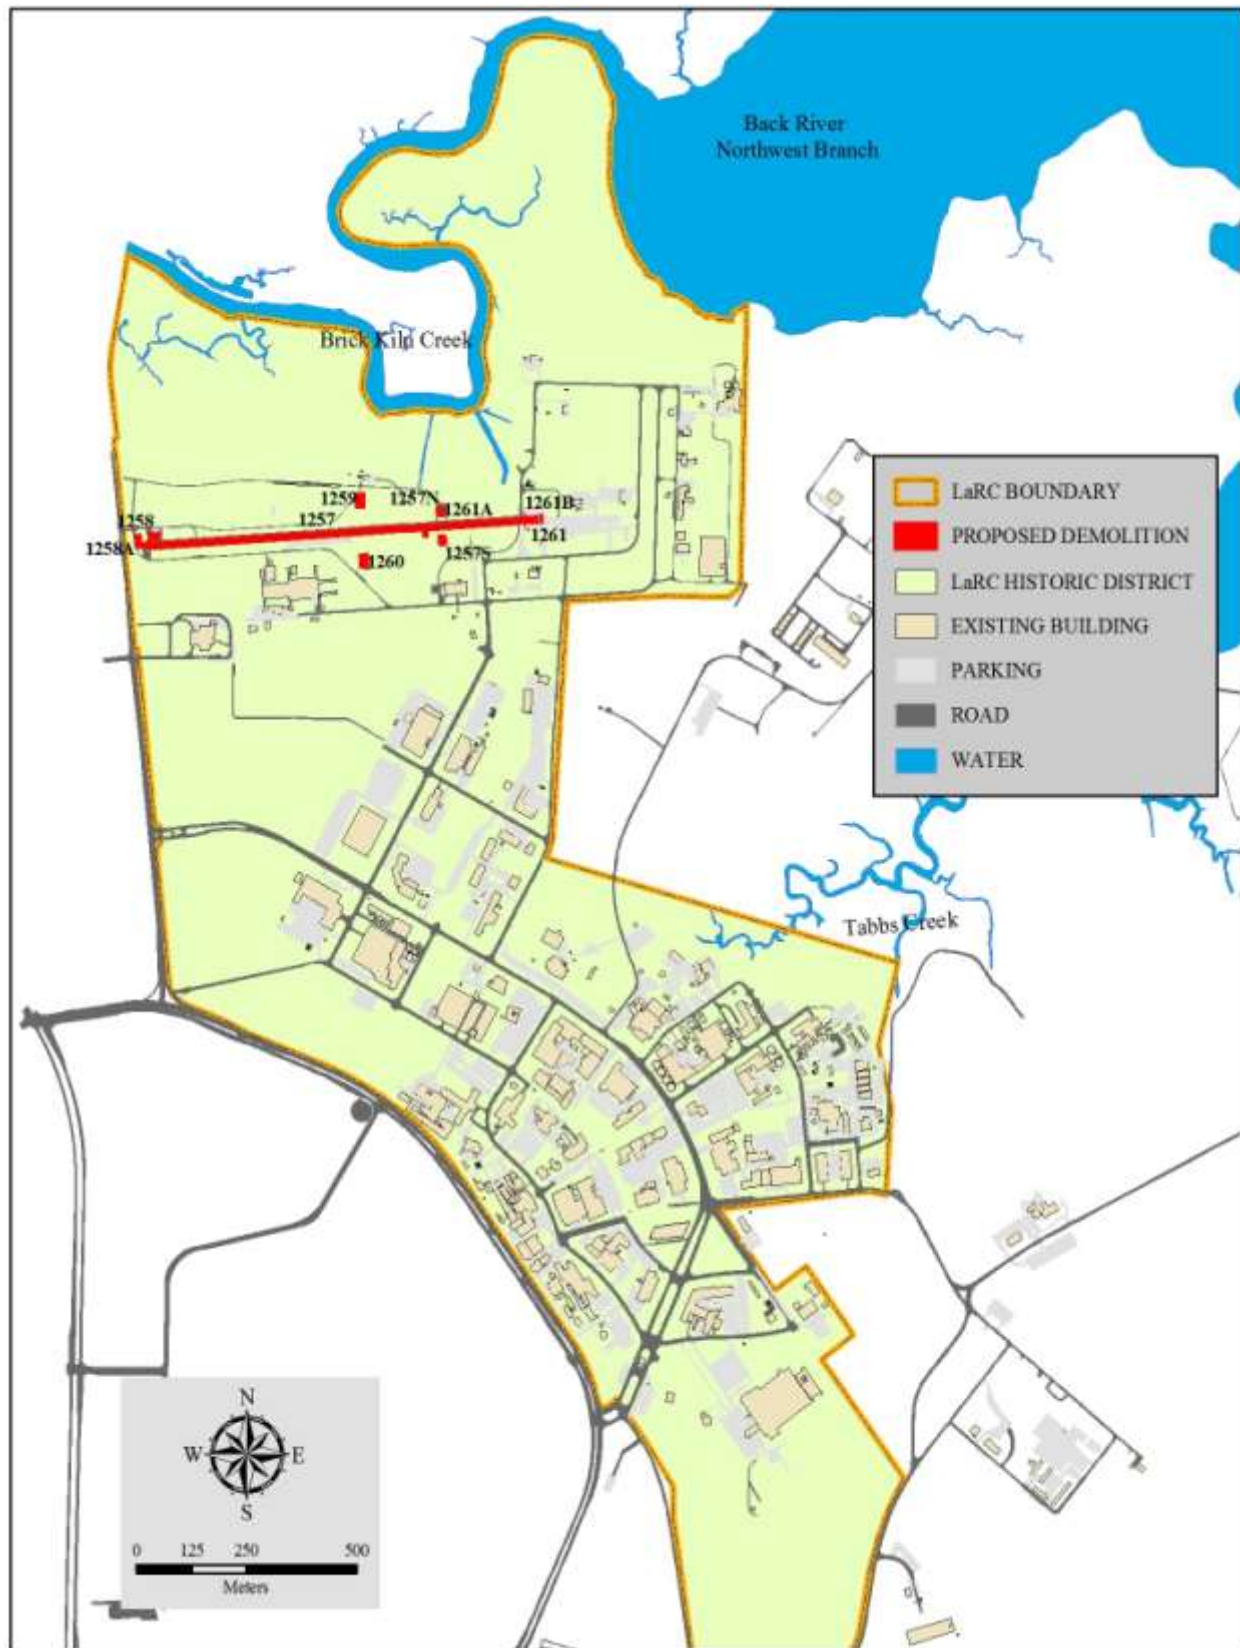 Back River
Northwest Branch
Brick Kiln Creek
1259
1257N
1261A
1261B
1258
1257
1261
1258A
1257S
1260
LaRC BOUNDARY
PROPOSED DEMOLITION
LaRC HISTORIC DISTRICT
EXISTING BUILDING
PARKING
ROAD
WATER
Tabbs Creek
N
W E
S
0 125 250 500
Meters